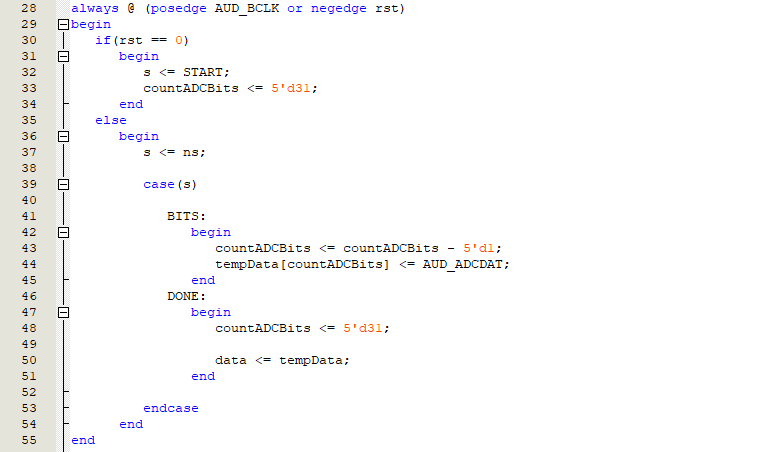 28 always @ (posedge AUD_BCLK or negedge rst)
29 begin
30 if(rst == 0)
31 begin
32 s <= START;
33 countADCBits <= 5'd31;
34 end
35 else
36 begin
37 s <= ns;
38
39 case(s)
40
41 BITS:
42 begin
43 countADCBits <= countADCBits - 5'd1;
44 tempData[countADCBits] <= AUD_ADCDAT;
45 end
46 DONE:
47 begin
48 countADCBits <= 5'd31;
49
50 data <= tempData;
51 end
52
53 endcase
54 end
55 end